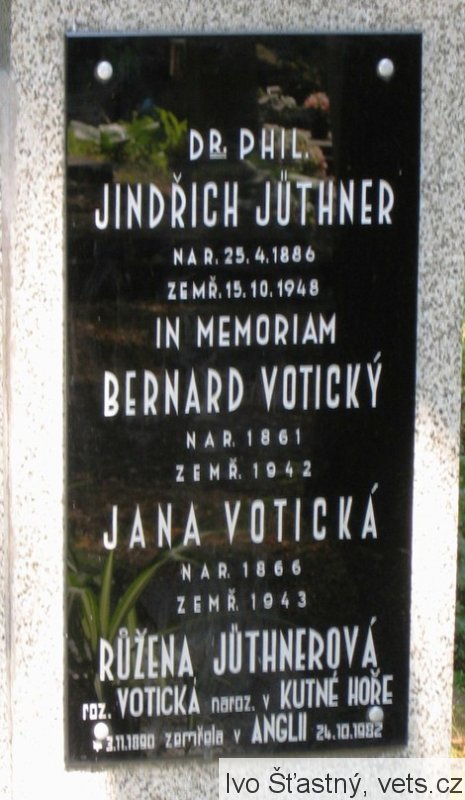 DR. PHIL.
JINDŘICH JÜTHNER
NAR. 25.4.1886
ZEMŘ. 15.10.1948
IN MEMORIAM
BERNARD VOTICKÝ
NAR. 1861
ZEMŘ. 1942
JANA VOTICKÁ
NAR. 1866
ZEMŘ. 1943
RŮŽENA JÜTHNEROVÁ
roz. VOTICKÁ naroz. v KUTNÉ HOŘE
* 3.11.1890 zemřela v ANGLII 24.10.1982
Ivo Šťastný, vets.cz